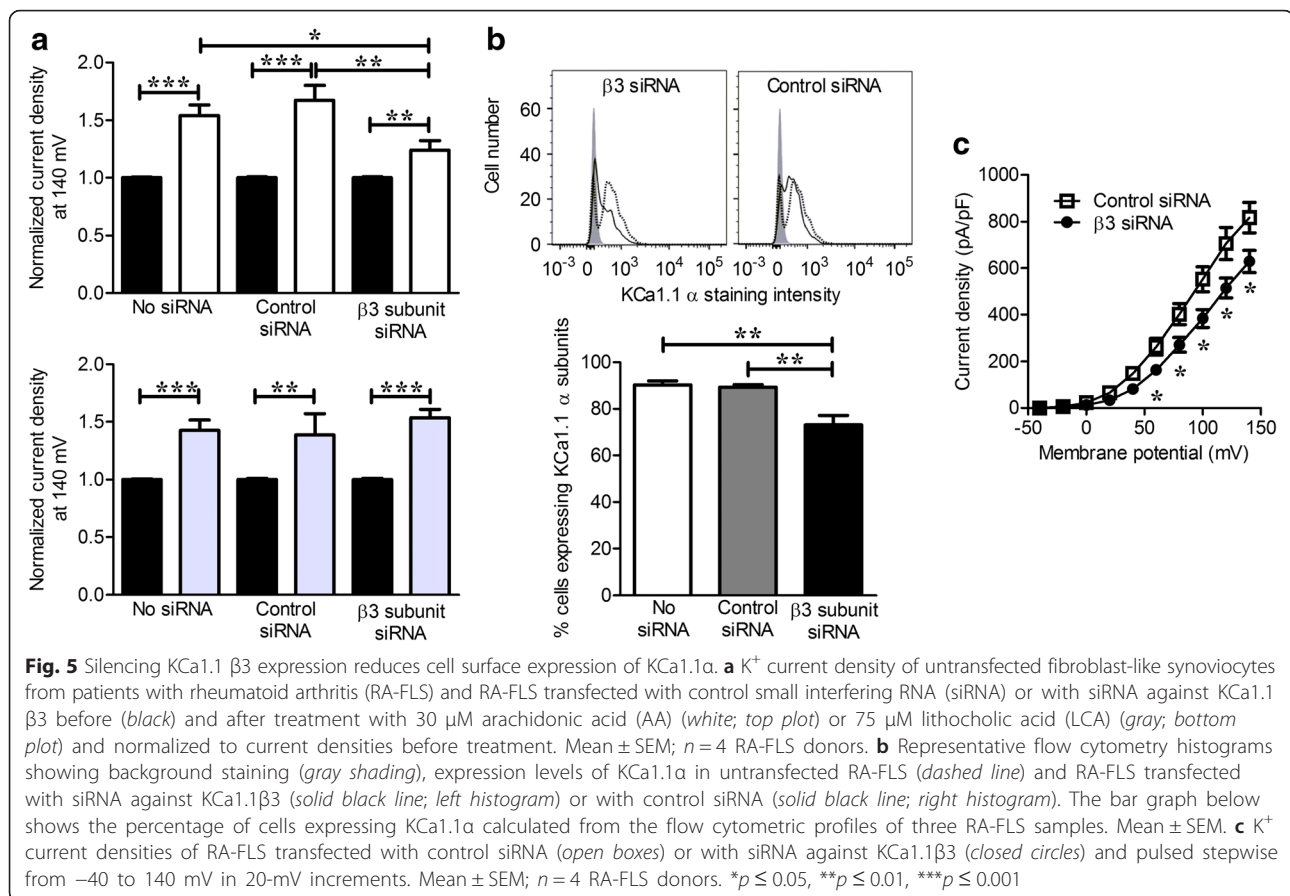 a
*
***
***
**
**
2.0
1.5
1.0
0.5
0.0
Normalized current density
at 140 mV
No siRNA
Control
siRNA
β3 subunit
siRNA
***
**
***
2.0
1.5
1.0
0.5
0.0
Normalized current density
at 140 mV
No siRNA
Control
siRNA
β3 subunit
siRNA
b
β3 siRNA
Control siRNA
60
40
20
0
Cell number
10-3 0 10³ 10⁴ 10⁵
10-3 0 10³ 10⁴ 10⁵
KCa1.1 α staining intensity
**
**
100
80
60
40
20
0
% cells expressing KCa1.1 α subunits
No
siRNA
Control
siRNA
β3 subunit
siRNA
c
1000
800
600
400
200
0
Current density (pA/pF)
Control siRNA
β3 siRNA
*
*
*
*
*
-50 0 50 100 150
Membrane potential (mV)
Fig. 5 Silencing KCa1.1 β3 expression reduces cell surface expression of KCa1.1α. a K⁺ current density of untransfected fibroblast-like synoviocytes
from patients with rheumatoid arthritis (RA-FLS) and RA-FLS transfected with control small interfering RNA (siRNA) or with siRNA against KCa1.1
β3 before (black) and after treatment with 30 μM arachidonic acid (AA) (white; top plot) or 75 μM lithocholic acid (LCA) (gray; bottom
plot) and normalized to current densities before treatment. Mean ± SEM; n = 4 RA-FLS donors. b Representative flow cytometry histograms
showing background staining (gray shading), expression levels of KCa1.1α in untransfected RA-FLS (dashed line) and RA-FLS transfected
with siRNA against KCa1.1β3 (solid black line; left histogram) or with control siRNA (solid black line; right histogram). The bar graph below
shows the percentage of cells expressing KCa1.1α calculated from the flow cytometric profiles of three RA-FLS samples. Mean ± SEM. c K⁺
current densities of RA-FLS transfected with control siRNA (open boxes) or with siRNA against KCa1.1β3 (closed circles) and pulsed stepwise
from −40 to 140 mV in 20-mV increments. Mean ± SEM; n = 4 RA-FLS donors. *p ≤ 0.05, **p ≤ 0.01, ***p ≤ 0.001